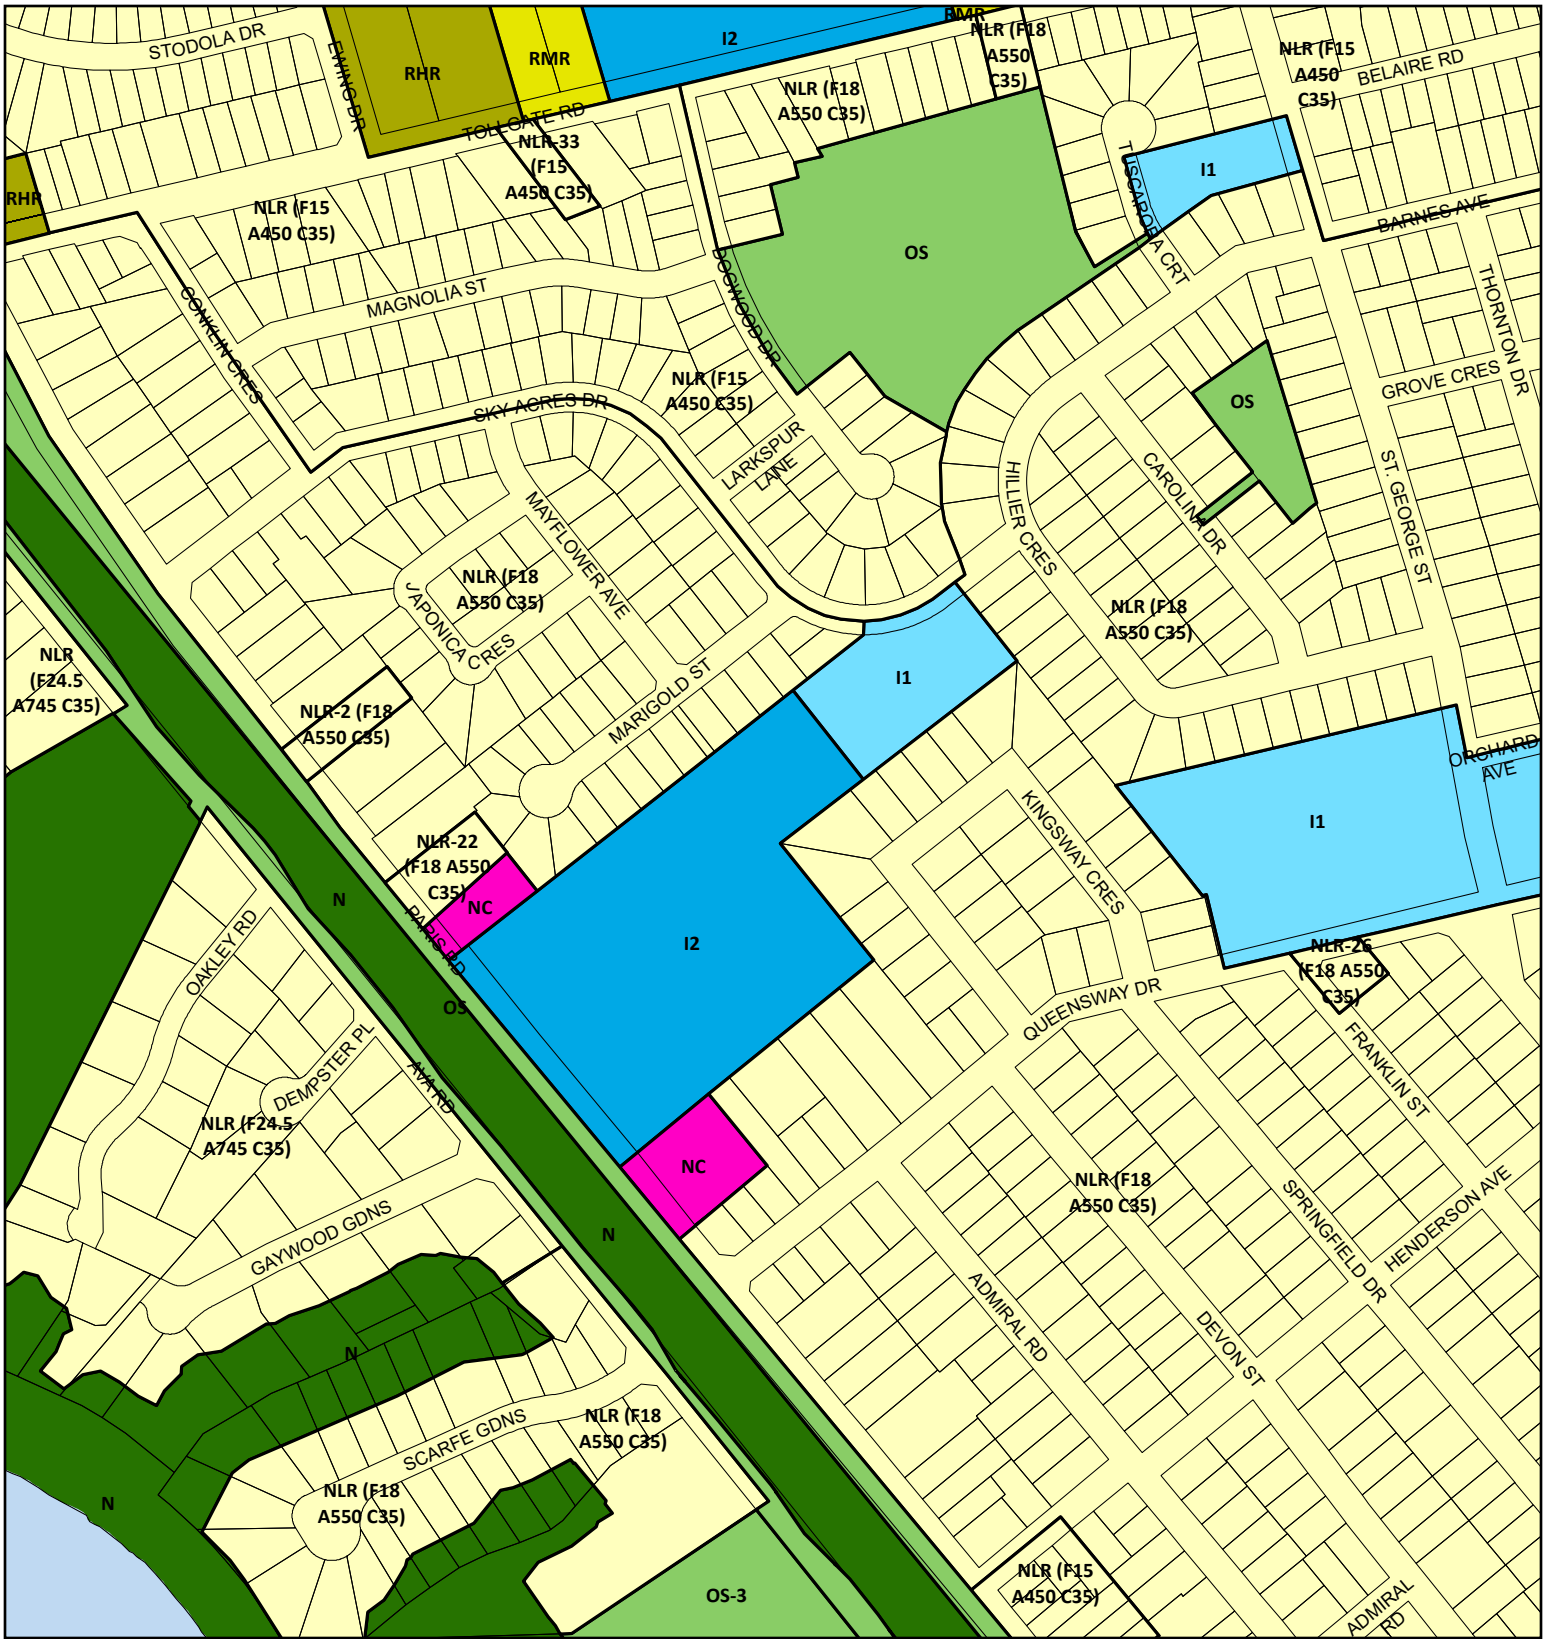 RMR
I2
NLR (F18
A550
C35)
STODOLA DR
EWING DR
RHR
RMR
NLR (F15
A450
C35)
BELAIRE RD
NLR (F18
A550 C35)
TOLLGATE RD
NLR-33
(F15
A450 C35)
TUSCARORA CRT
I1
RHR
NLR (F15
A450 C35)
BARNES AVE
OS
DOGWOOD DR
THORNTON DR
MAGNOLIA ST
CONKLIN CRES
NLR (F15
A450 C35)
SKY ACRES DR
GROVE CRES
OS
LARKSPUR
LANE
HILLIER CRES
CAROLINA DR
ST. GEORGE ST
MAYFLOWER AVE
NLR (F18
A550 C35)
JAPONICA CRES
NLR (F18
A550 C35)
NLR
(F24.5
A745 C35)
I1
MARIGOLD ST
NLR-2 (F18
A550 C35)
ORCHARD
AVE
KINGSWAY CRES
I1
NLR-22
(F18 A550
C35)
NC
N
PARIS RD
OAKLEY RD
I2
NLR-26
(F18 A550
C35)
OS
QUEENSWAY DR
DEMPSTER PL
AVA RD
FRANKLIN ST
NLR (F24.5
A745 C35)
NC
NLR (F18
A550 C35)
SPRINGFIELD DR
HENDERSON AVE
GAYWOOD GDNS
N
ADMIRAL RD
DEVON ST
N
SCARFE GDNS
NLR (F18
A550 C35)
NLR (F18
A550 C35)
N
NLR (F15
A450 C35)
OS-3
ADMIRAL
RD